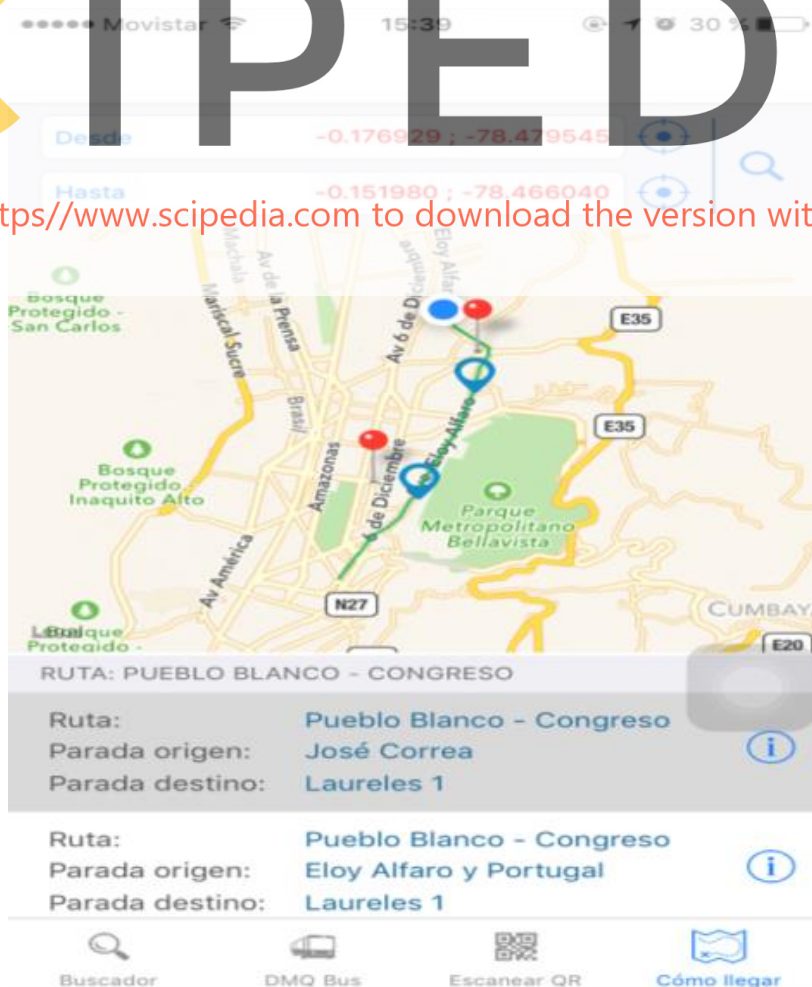 IPED
Movistar 15:39 30 %
Desde -0.176929 ; -78.479545
Hasta -0.151980 ; -78.466040
tps//www.scipedia.com to download the version wit
Machala
Av de la Prensa
Mariscal Sucre
Av 6 de Diciembre
Eloy Alfar
Bosque
Protegido -
San Carlos
E35
Brasil
E35
Bosque
Protegido
Inaquito Alto
Amazonas
6 de Diciembre
Eloy Alfaro
Parque
Metropolitano
Bellavista
Av América
N27
CUMBAY
Legal
Bosque
Protegido -
E20
RUTA: PUEBLO BLANCO - CONGRESO
Ruta: Pueblo Blanco - Congreso
Parada origen: José Correa
Parada destino: Laureles 1
Ruta: Pueblo Blanco - Congreso
Parada origen: Eloy Alfaro y Portugal
Parada destino: Laureles 1
Buscador DMQ Bus Escanear QR Cómo llegar